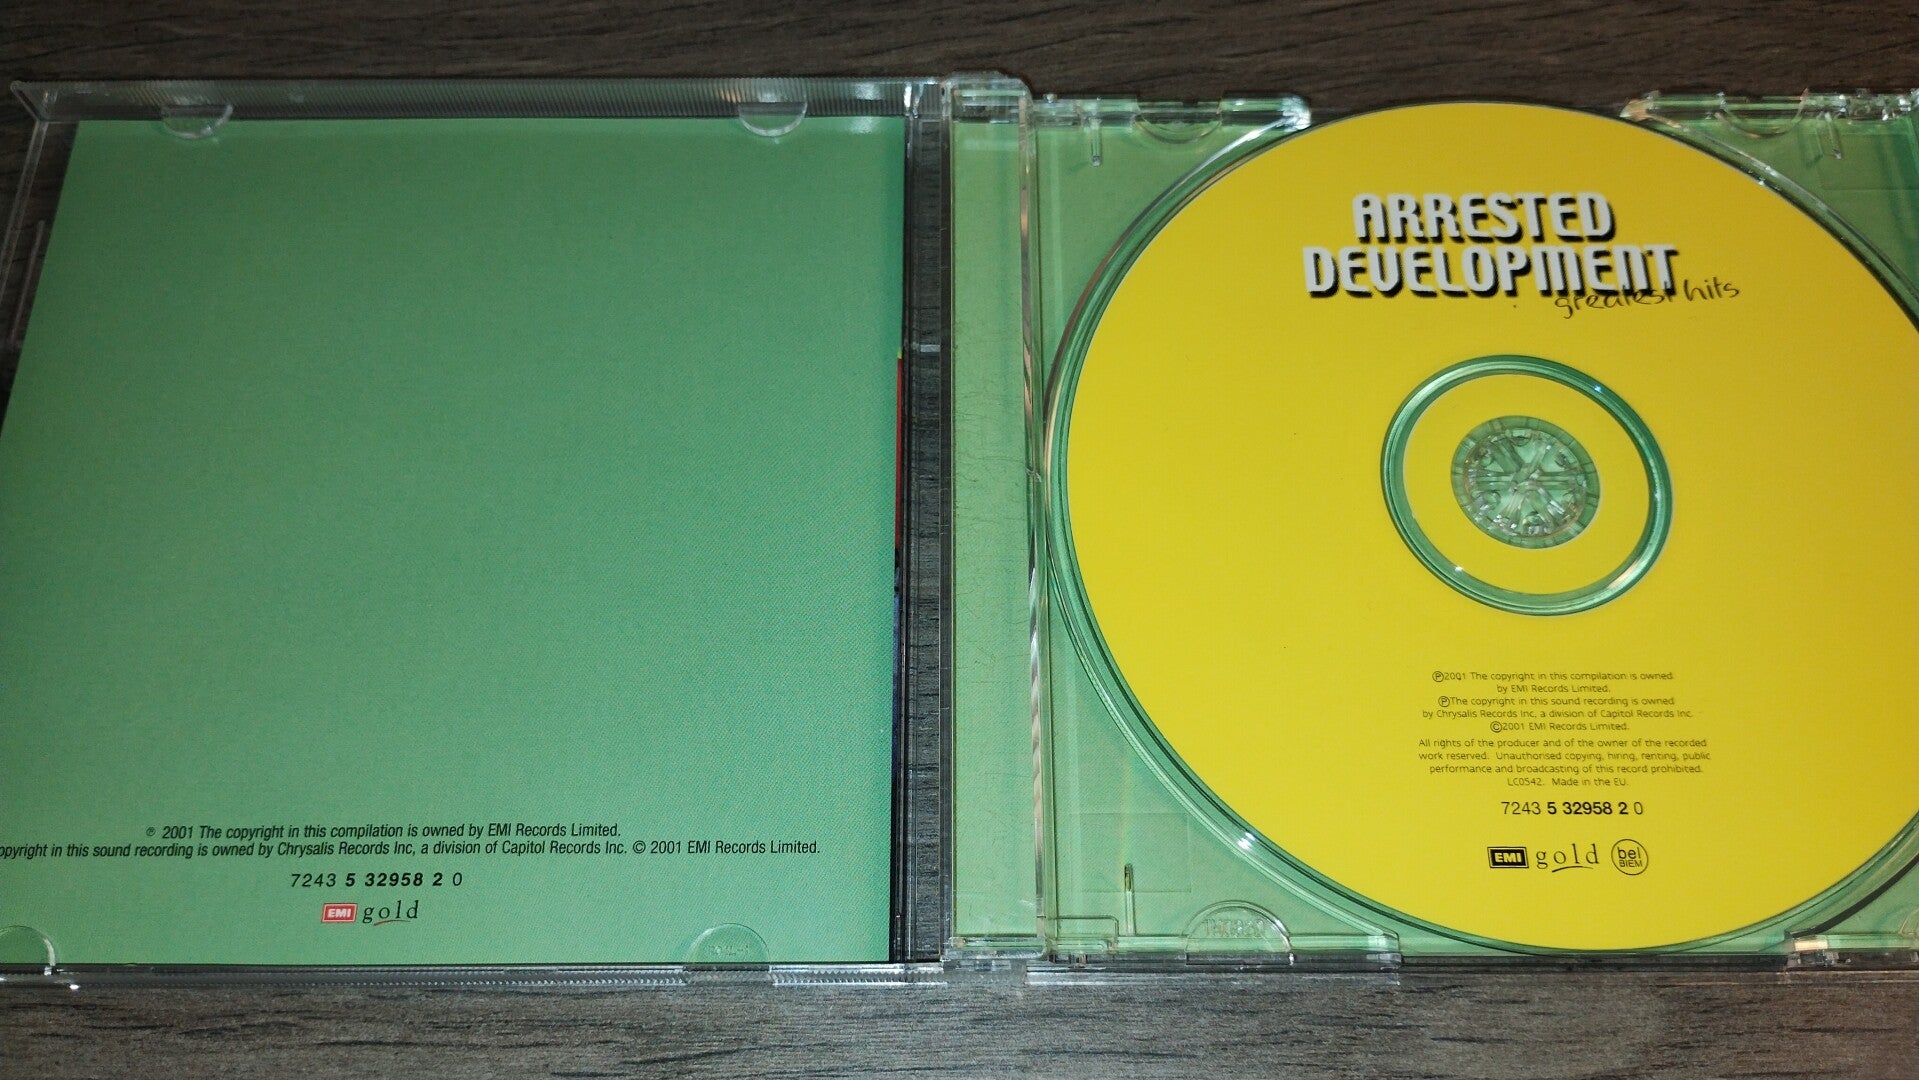 ℗ 2001 The copyright in this compilation is owned by EMI Records Limited.
opyright in this sound recording is owned by Chrysalis Records Inc, a division of Capitol Records Inc. © 2001 EMI Records Limited.
7243 5 32958 2 0
EMI gold
ARRESTED
DEVELOPMENT
greatest hits
℗2001 The copyright in this compilation is owned
by EMI Records Limited.
℗The copyright in this sound recording is owned
by Chrysalis Records Inc, a division of Capitol Records Inc.
©2001 EMI Records Limited.
All rights of the producer and of the owner of the recorded
work reserved. Unauthorised copying, hiring, renting, public
performance and broadcasting of this record prohibited.
LC0542. Made in the EU.
7243 5 32958 2 0
EMI gold bel
BIEM